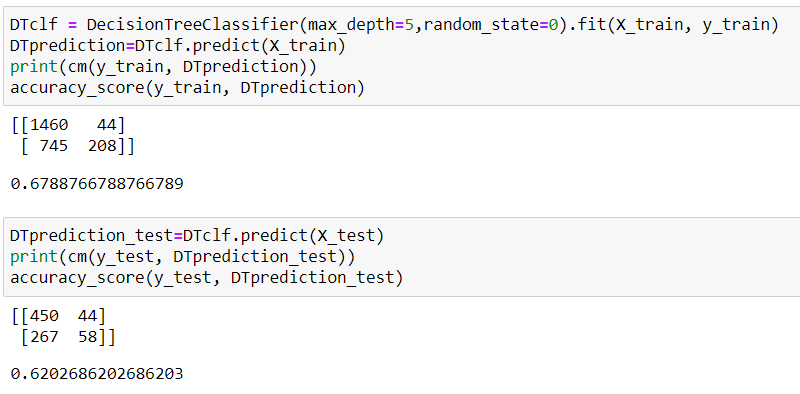 DTclf = DecisionTreeClassifier(max_depth=5,random_state=0).fit(X_train, y_train)
DTprediction=DTclf.predict(X_train)
print(cm(y_train, DTprediction))
accuracy_score(y_train, DTprediction)
[[1460   44]
 [ 745  208]]
0.6788766788766789
DTprediction_test=DTclf.predict(X_test)
print(cm(y_test, DTprediction_test))
accuracy_score(y_test, DTprediction_test)
[[450  44]
 [267  58]]
0.6202686202686203